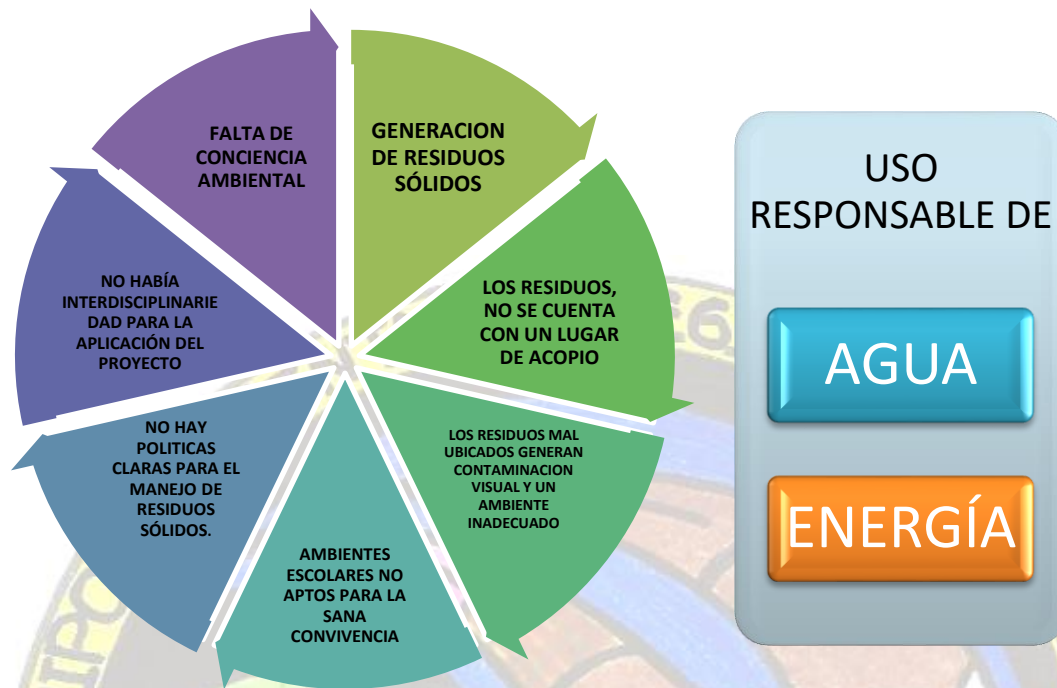 GENERACION
DE RESIDUOS
SÓLIDOS
LOS RESIDUOS,
NO SE CUENTA
CON UN LUGAR
DE ACOPIO
LOS RESIDUOS MAL
UBICADOS GENERAN
CONTAMINACION
VISUAL Y UN
AMBIENTE
INADECUADO
AMBIENTES
ESCOLARES NO
APTOS PARA LA
SANA
CONVIVENCIA
NO HAY
POLITICAS
CLARAS PARA EL
MANEJO DE
RESIDUOS
SÓLIDOS.
NO HABÍA
INTERDISCIPLINARIE
DAD PARA LA
APLICACIÓN DEL
PROYECTO
FALTA DE
CONCIENCIA
AMBIENTAL
USO
RESPONSABLE DE
AGUA
ENERGÍA